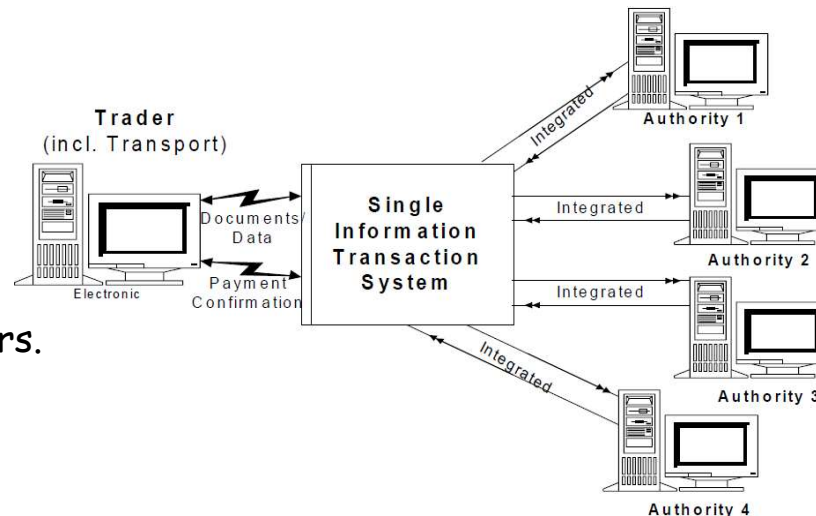 Trader
(incl. Transport)
Electronic
Documents/
Data
Payment
Confirmation
Single
Information
Transaction
System
Integrated
Authority 1
Integrated
Authority 2
Integrated
Authority 3
Integrated
Authority 4
rs.